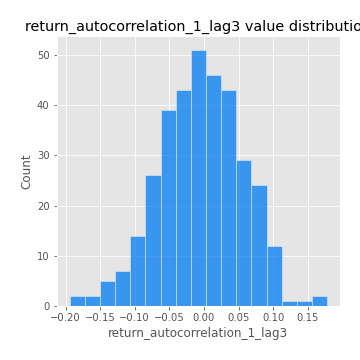 return_autocorrelation_1_lag3 value distributio
50
40
30
20
10
0
Count
−0.20 −0.15 −0.10 −0.05 0.00 0.05 0.10 0.15
return_autocorrelation_1_lag3